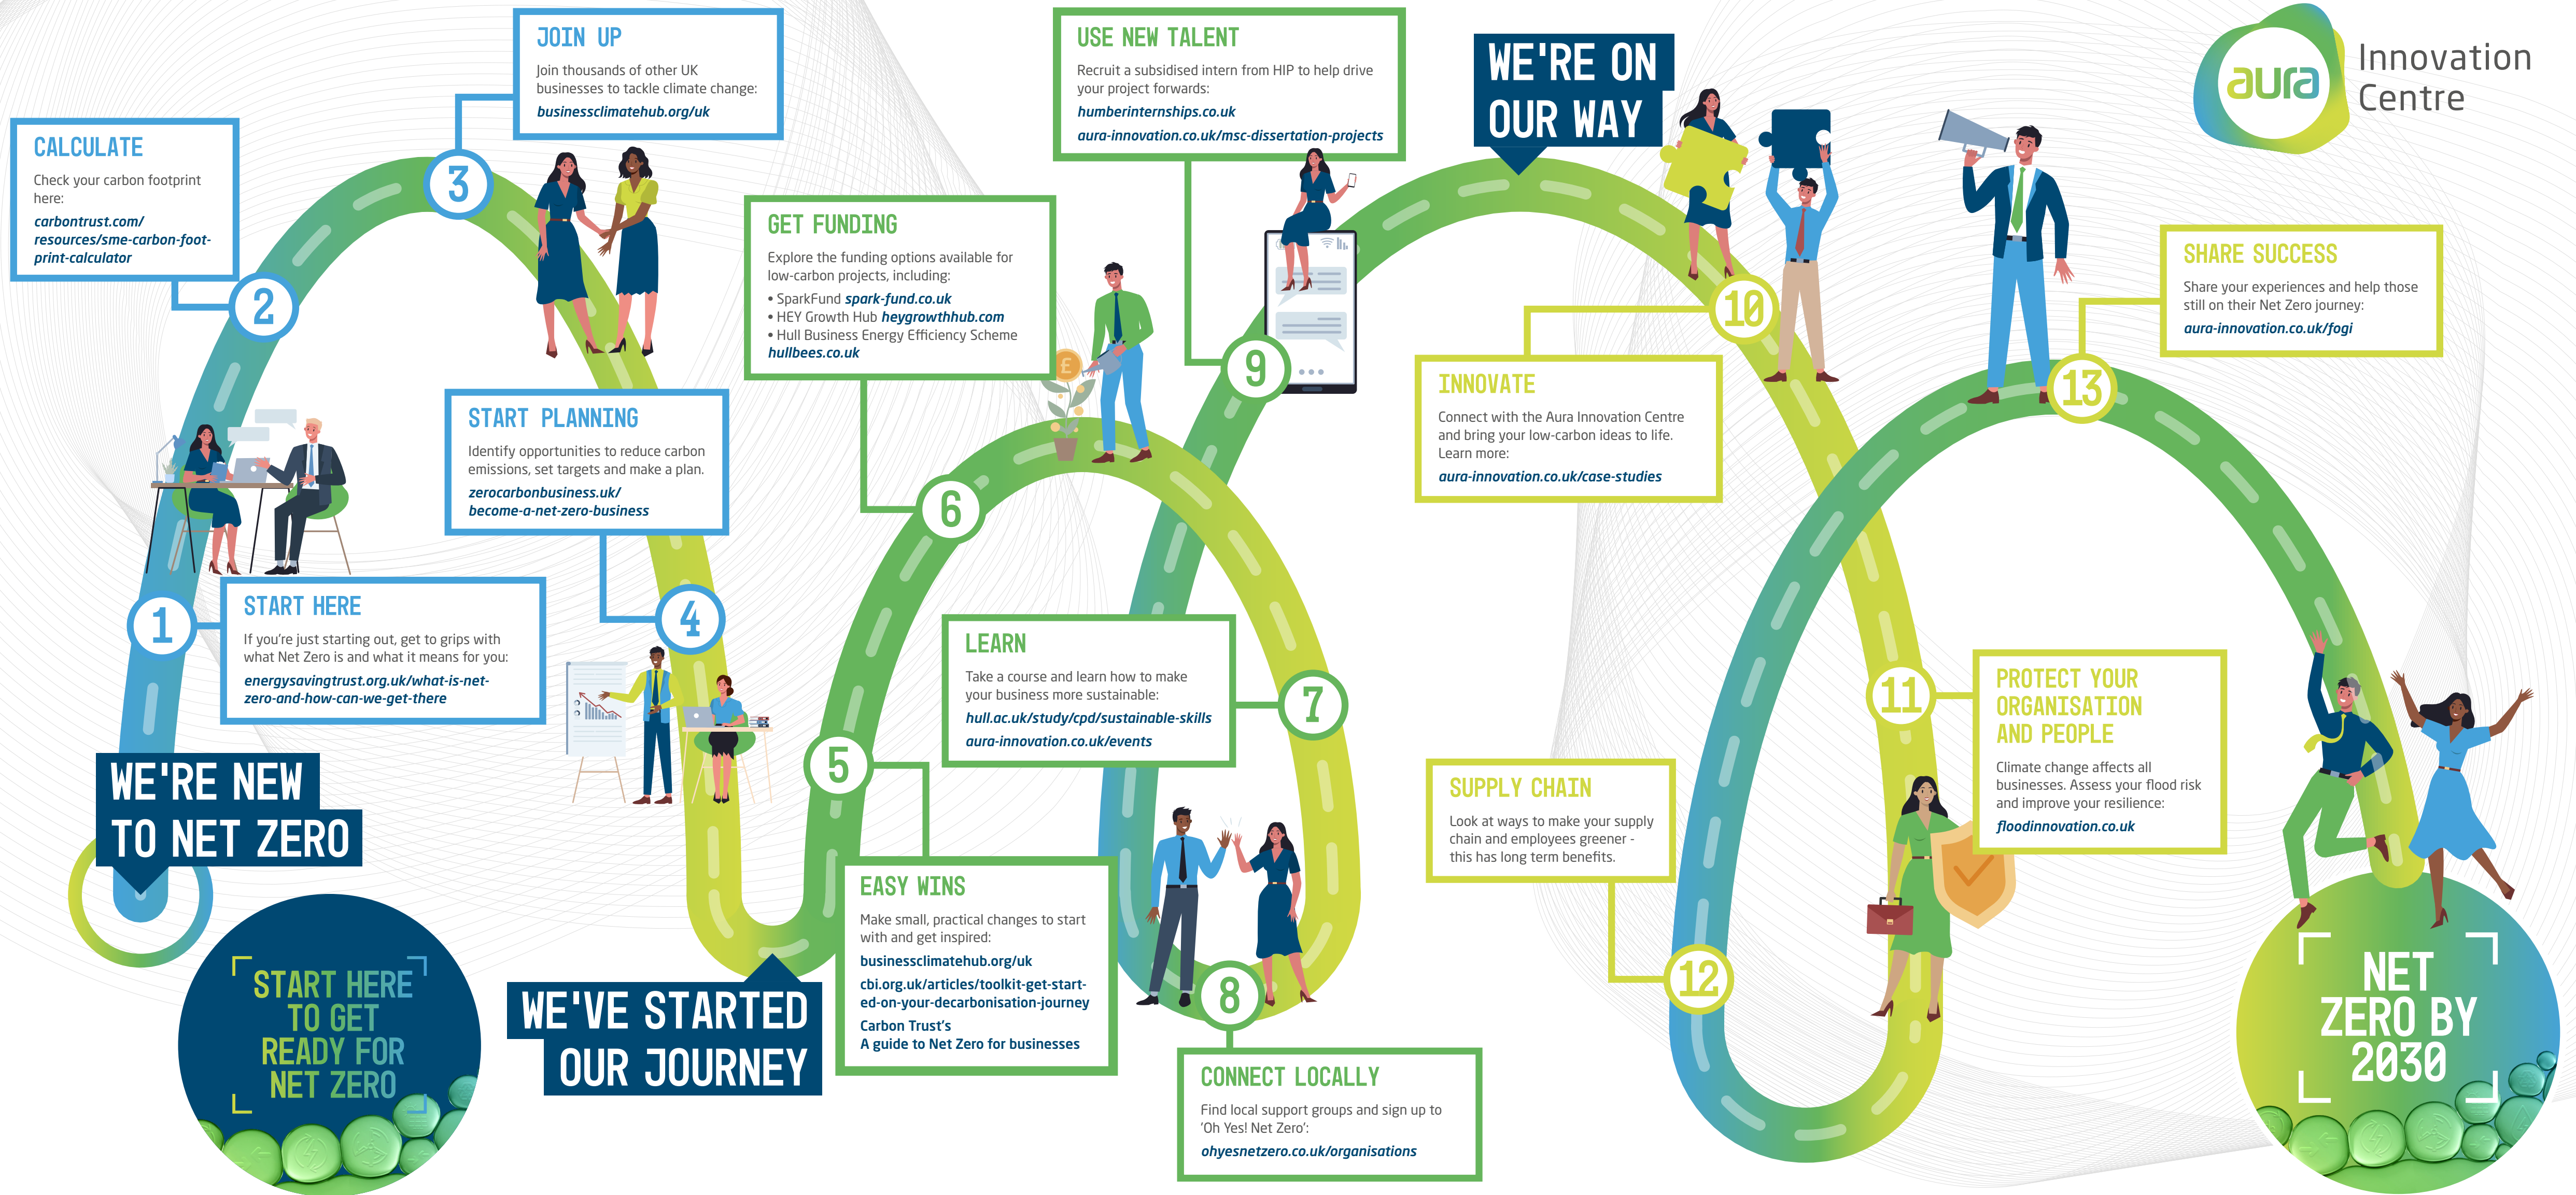 WE'RE NEW
TO NET ZERO
START HERE
TO GET
READY FOR
NET ZERO
1
START HERE
If you're just starting out, get to grips with
what Net Zero is and what it means for you:
energysavingtrust.org.uk/what-is-net-
zero-and-how-can-we-get-there
2
CALCULATE
Check your carbon footprint
here:
carbontrust.com/
resources/sme-carbon-foot-
print-calculator
3
JOIN UP
Join thousands of other UK
businesses to tackle climate change:
businessclimatehub.org/uk
4
START PLANNING
Identify opportunities to reduce carbon
emissions, set targets and make a plan.
zerocarbonbusiness.uk/
become-a-net-zero-business
WE'VE STARTED
OUR JOURNEY
5
EASY WINS
Make small, practical changes to start
with and get inspired:
businessclimatehub.org/uk
cbi.org.uk/articles/toolkit-get-start-
ed-on-your-decarbonisation-journey
Carbon Trust's
A guide to Net Zero for businesses
6
GET FUNDING
Explore the funding options available for
low-carbon projects, including:
• SparkFund spark-fund.co.uk
• HEY Growth Hub heygrowthhub.com
• Hull Business Energy Efficiency Scheme
hullbees.co.uk
£
7
LEARN
Take a course and learn how to make
your business more sustainable:
hull.ac.uk/study/cpd/sustainable-skills
aura-innovation.co.uk/events
8
CONNECT LOCALLY
Find local support groups and sign up to
'Oh Yes! Net Zero':
ohyesnetzero.co.uk/organisations
9
USE NEW TALENT
Recruit a subsidised intern from HIP to help drive
your project forwards:
humberinternships.co.uk
aura-innovation.co.uk/msc-dissertation-projects
WE'RE ON
OUR WAY
10
INNOVATE
Connect with the Aura Innovation Centre
and bring your low-carbon ideas to life.
Learn more:
aura-innovation.co.uk/case-studies
11
PROTECT YOUR
ORGANISATION
AND PEOPLE
Climate change affects all
businesses. Assess your flood risk
and improve your resilience:
floodinnovation.co.uk
12
SUPPLY CHAIN
Look at ways to make your supply
chain and employees greener -
this has long term benefits.
13
SHARE SUCCESS
Share your experiences and help those
still on their Net Zero journey:
aura-innovation.co.uk/fogi
NET
ZERO BY
2030
aura
Innovation
Centre